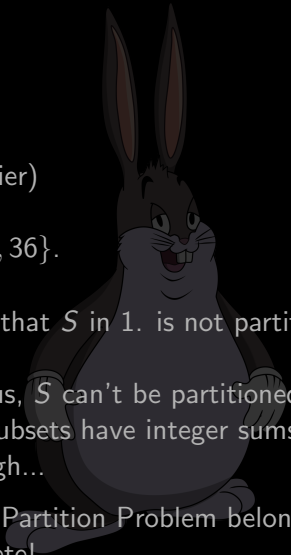 ier)
, 36}.
that S in 1. is not partit
us, S can't be partitioned
ubsets have integer sums
gh...
Partition Problem belon
ete!